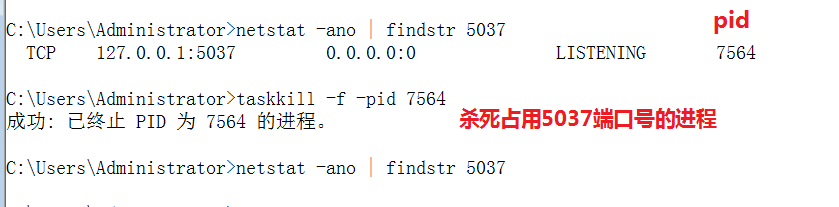 pid
C:\Users\Administrator>netstat -ano | findstr 5037
TCP 127.0.0.1:5037 0.0.0.0:0 LISTENING 7564
C:\Users\Administrator>taskkill -f -pid 7564
成功: 已终止 PID 为 7564 的进程。
杀死占用5037端口号的进程
C:\Users\Administrator>netstat -ano | findstr 5037